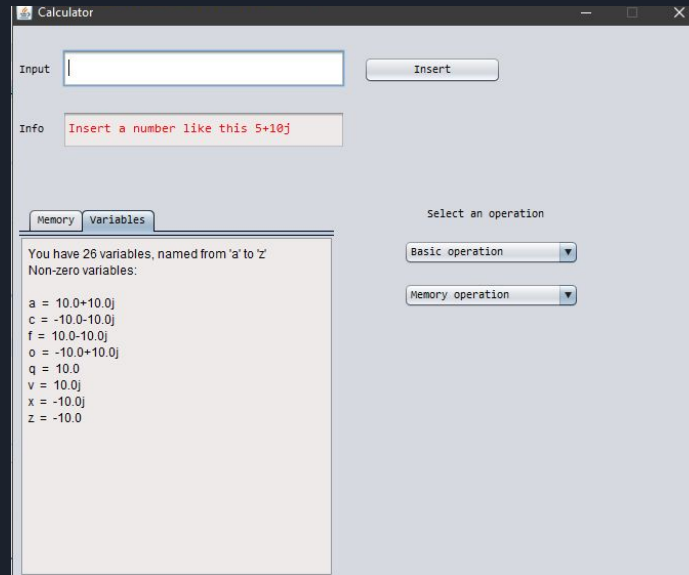 Calculator
Input
Insert
Info
Insert a number like this 5+10j
Memory
Variables
Select an operation
You have 26 variables, named from 'a' to 'z'
Non-zero variables:
a = 10.0+10.0j
c = -10.0-10.0j
f = 10.0-10.0j
o = -10.0+10.0j
q = 10.0
v = 10.0j
x = -10.0j
z = -10.0
Basic operation
Memory operation